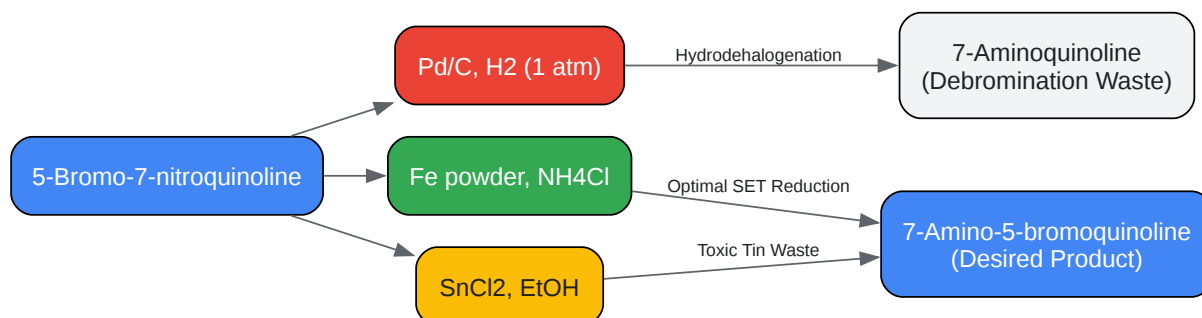 Pd/C, H2 (1 atm)
Hydrodehalogenation
7-Aminoquinoline
(Debromination Waste)
5-Bromo-7-nitroquinoline
Fe powder, NH4Cl
Optimal SET Reduction
7-Amino-5-bromoquinoline
(Desired Product)
Toxic Tin Waste
SnCl2, EtOH